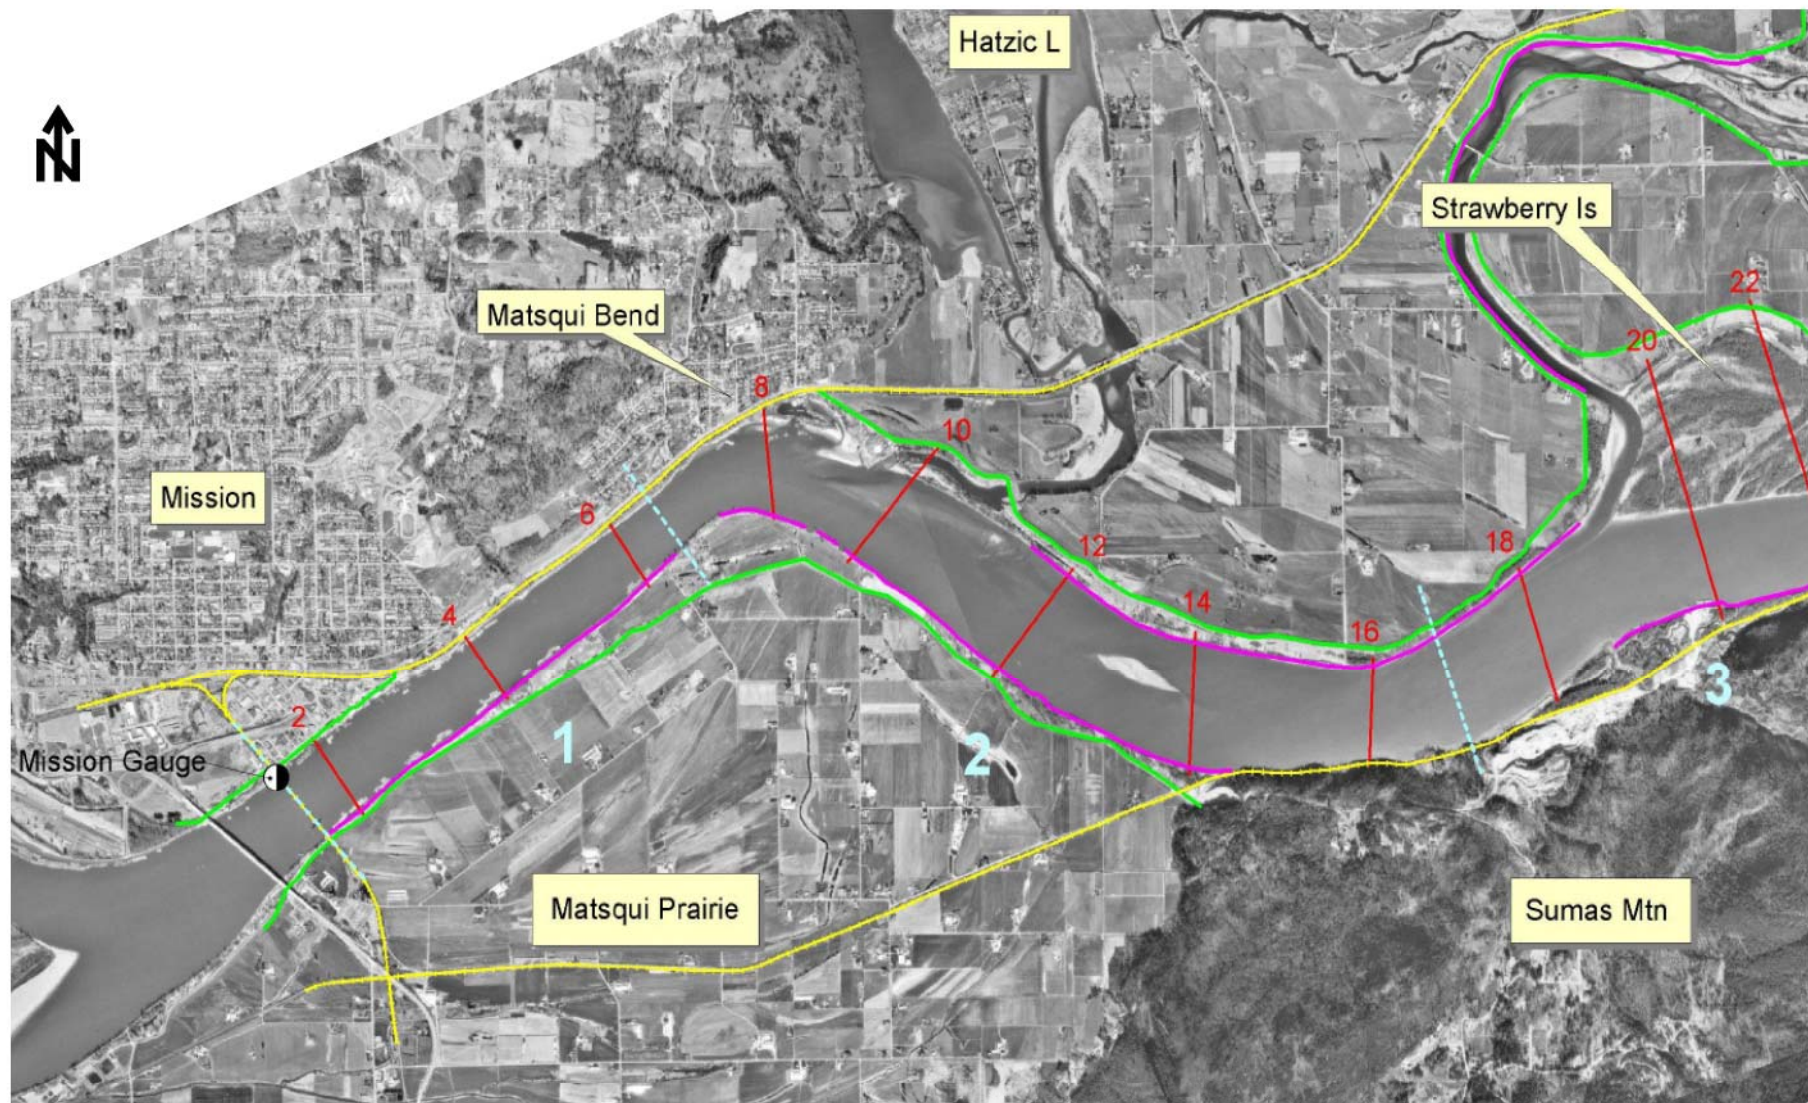 Hatzic L
N
Strawberry Is
22
Matsqui Bend
20
8
10
Mission
6
12
18
4
14
16
2
1
2
3
Mission Gauge
Matsqui Prairie
Sumas Mtn